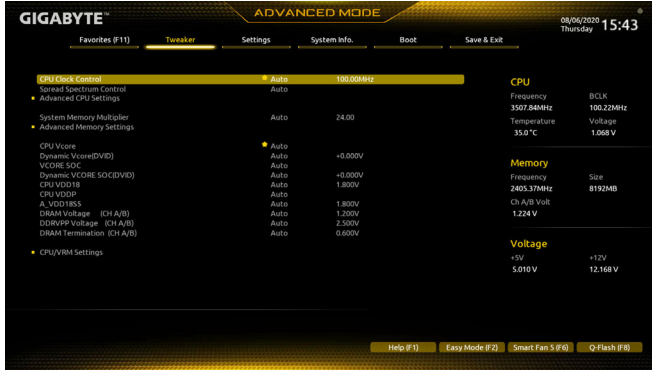 GIGABYTE™
ADVANCED MODE
08/06/2020
Thursday
15:43
Favorites (F11) Tweaker Settings System Info. Boot Save & Exit
CPU Clock Control Auto 100.00MHz
Spread Spectrum Control Auto
Advanced CPU Settings
System Memory Multiplier Auto 24.00
Advanced Memory Settings
CPU Vcore Auto
Dynamic Vcore(DVID) Auto +0.000V
VCORE SOC Auto
Dynamic VCORE SOC(DVID) Auto +0.000V
CPU VDD18 Auto 1.800V
CPU VDDP Auto
A_VDD18S5 Auto 1.800V
DRAM Voltage (CH A/B) Auto 1.200V
DDRVPP Voltage (CH A/B) Auto 2.500V
DRAM Termination (CH A/B) Auto 0.600V
CPU/VRM Settings
CPU
Frequency BCLK
3507.84MHz 100.22MHz
Temperature Voltage
35.0 °C 1.068 V
Memory
Frequency Size
2405.37MHz 8192MB
Ch A/B Volt
1.224 V
Voltage
+5V +12V
5.010 V 12.168 V
Help (F1) Easy Mode (F2) Smart Fan 5 (F6) Q-Flash (F8)